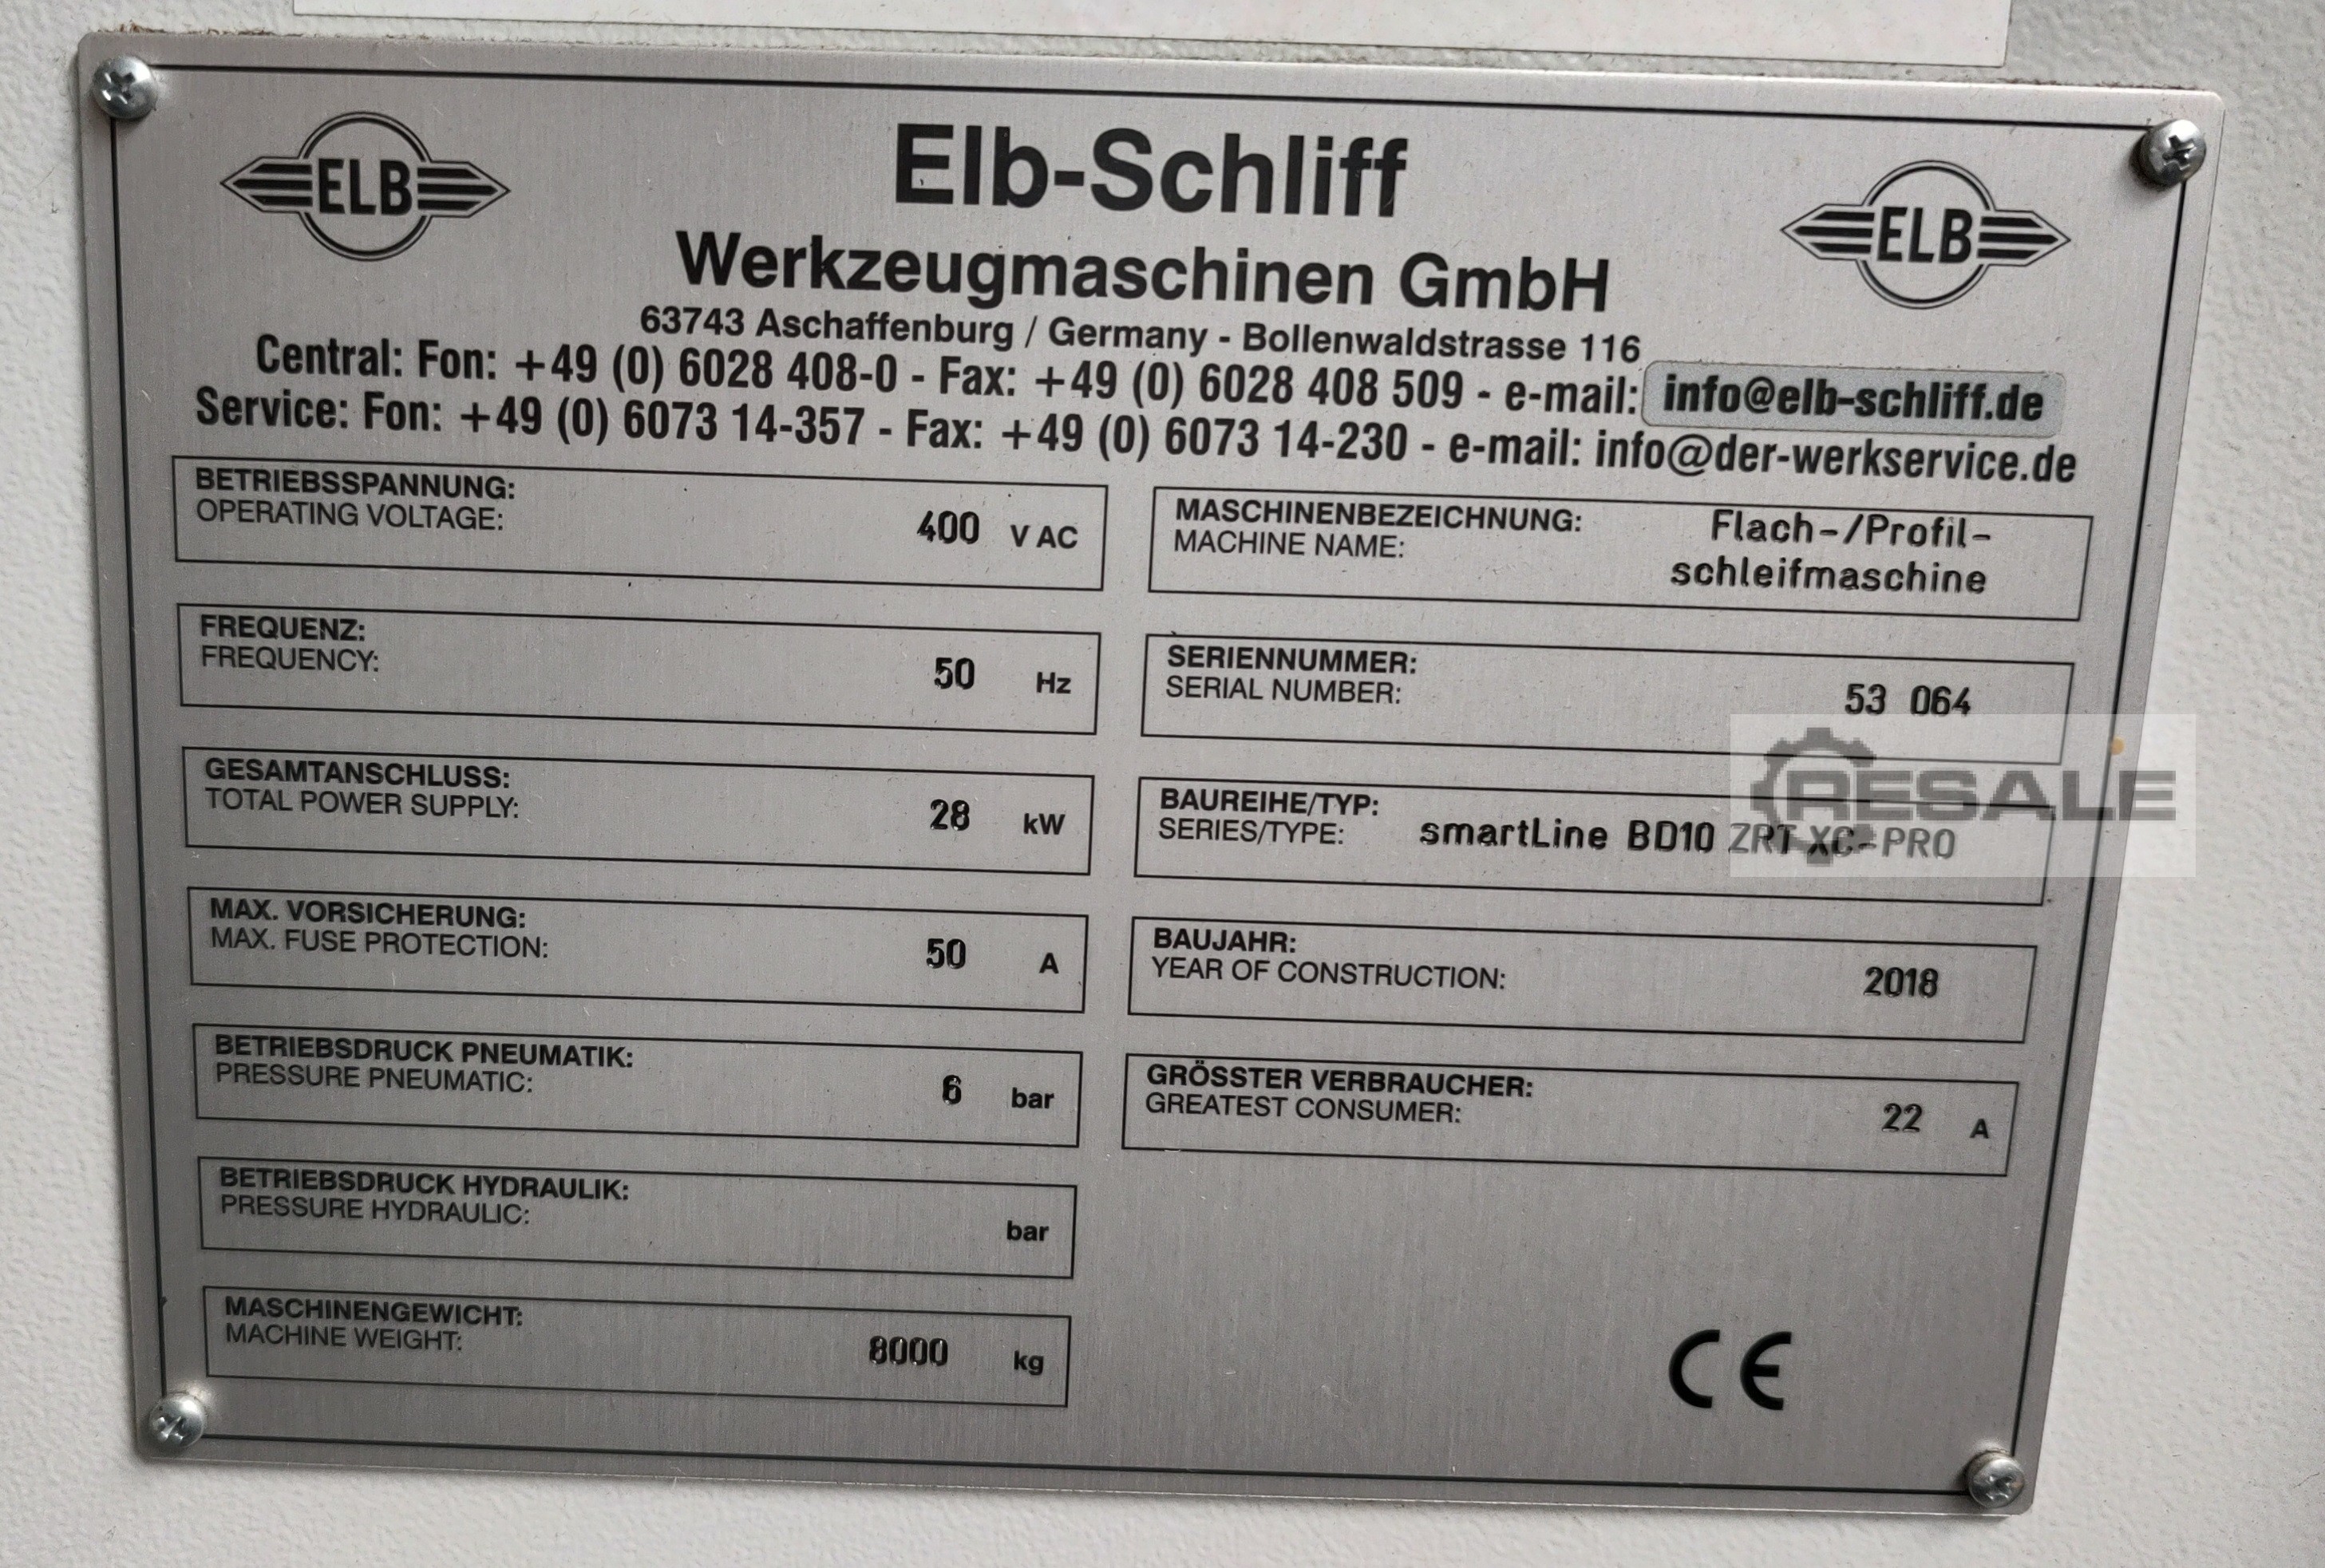 ELB
Elb-Schliff
ELB
Werkzeugmaschinen GmbH
63743 Aschaffenburg / Germany - Bollenwaldstrasse 116
Central: Fon: +49 (0) 6028 408-0 - Fax: +49 (0) 6028 408 509 - e-mail: info@elb-schliff.de
Service: Fon: +49 (0) 6073 14-357 - Fax: +49 (0) 6073 14-230 - e-mail: info@der-werkservice.de
BETRIEBSSPANNUNG:
OPERATING VOLTAGE: 400 V AC
FREQUENZ:
FREQUENCY: 50 Hz
GESAMTANSCHLUSS:
TOTAL POWER SUPPLY: 28 kW
MAX. VORSICHERUNG:
MAX. FUSE PROTECTION: 50 A
BETRIEBSDRUCK PNEUMATIK:
PRESSURE PNEUMATIC: 6 bar
BETRIEBSDRUCK HYDRAULIK:
PRESSURE HYDRAULIC: bar
MASCHINENGEWICHT:
MACHINE WEIGHT: 8000 kg
MASCHINENBEZEICHNUNG: Flach-/Profil-
MACHINE NAME: schleifmaschine
SERIENNUMMER:
SERIAL NUMBER: 53 064
RESALE
BAUREIHE/TYP:
SERIES/TYPE: smartLine BD10 ZRT XC-PRO
BAUJAHR:
YEAR OF CONSTRUCTION: 2018
GRÖSSTER VERBRAUCHER:
GREATEST CONSUMER: 22 A
CE